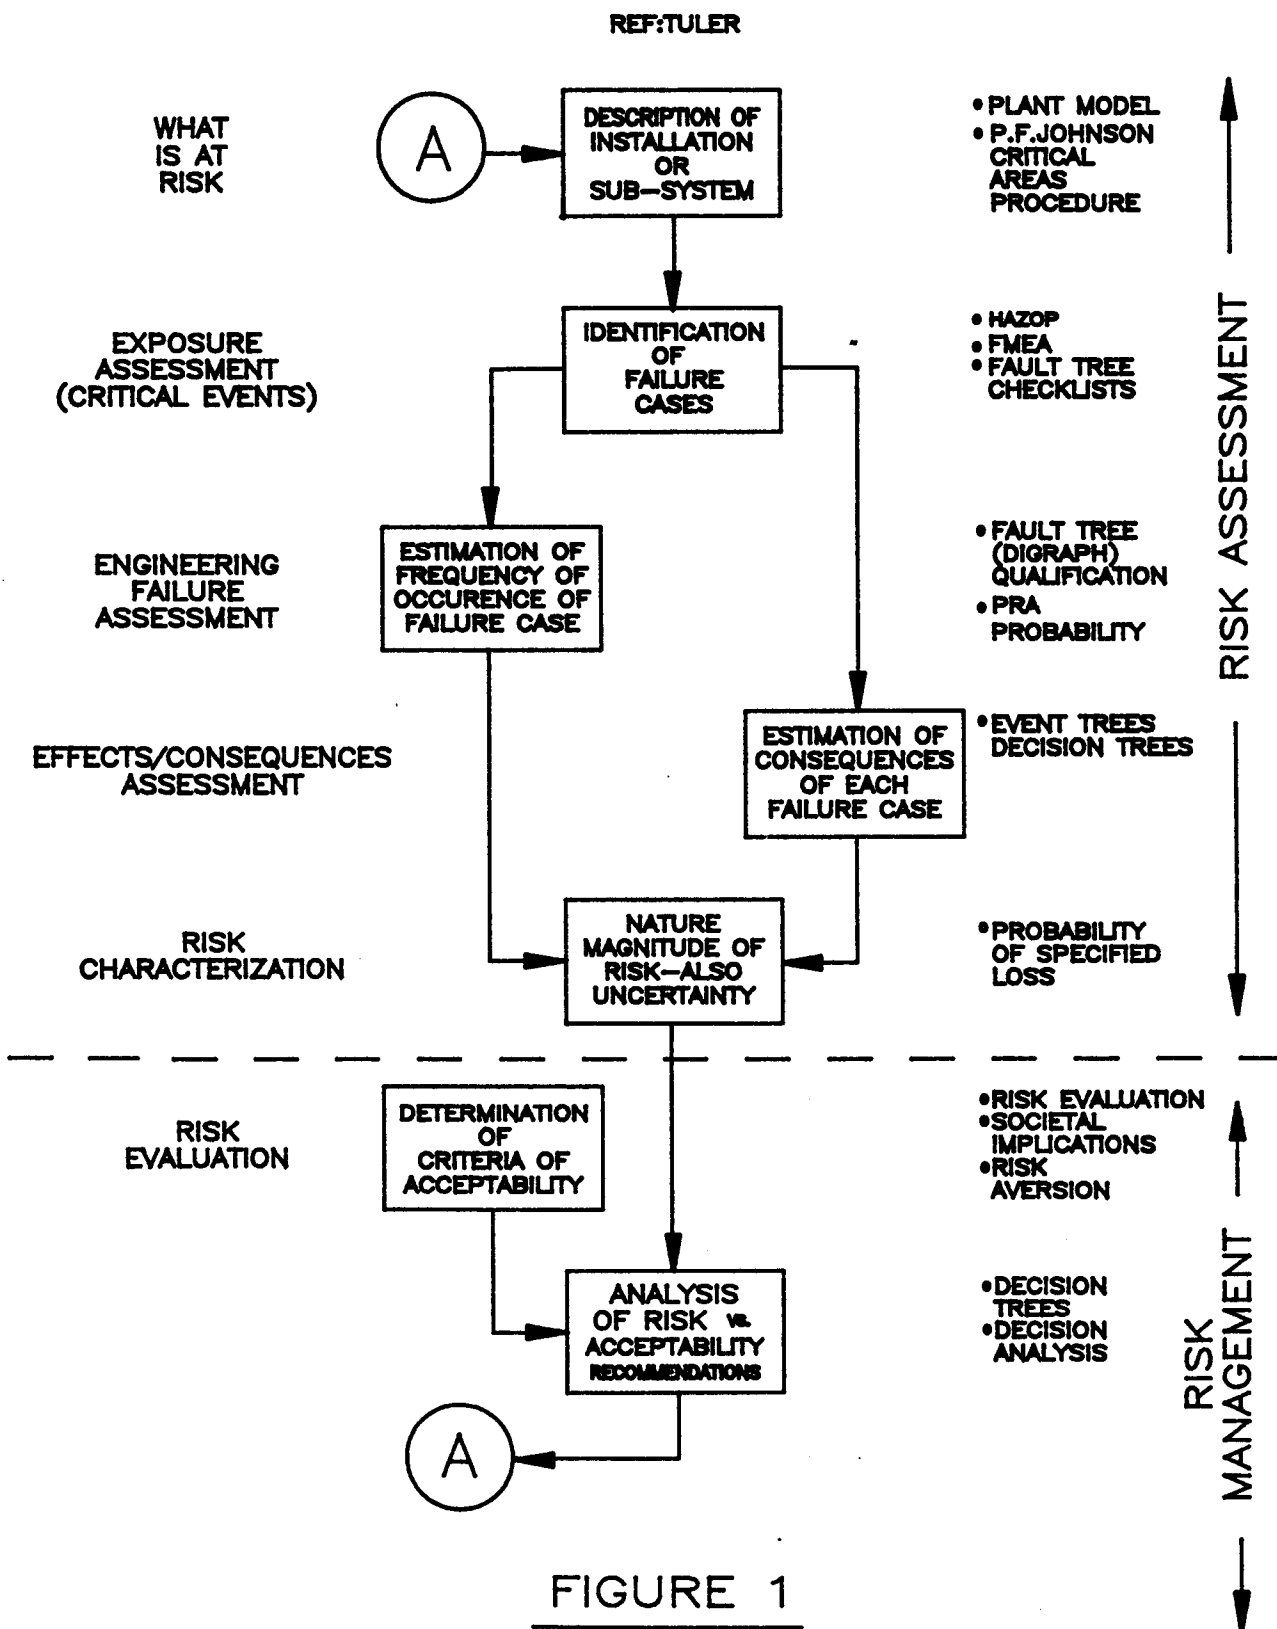 REF:TULER
WHAT
IS AT
RISK
A
DESCRIPTION OF
INSTALLATION
OR
SUB-SYSTEM
• PLANT MODEL
• P.F.JOHNSON
CRITICAL
AREAS
PROCEDURE
EXPOSURE
ASSESSMENT
(CRITICAL EVENTS)
IDENTIFICATION
OF
FAILURE
CASES
• HAZOP
• FMEA
• FAULT TREE
CHECKLISTS
RISK ASSESSMENT
ENGINEERING
FAILURE
ASSESSMENT
ESTIMATION OF
FREQUENCY OF
OCCURENCE OF
FAILURE CASE
• FAULT TREE
(DIGRAPH)
QUALIFICATION
• PRA
PROBABILITY
EFFECTS/CONSEQUENCES
ASSESSMENT
ESTIMATION OF
CONSEQUENCES
OF EACH
FAILURE CASE
• EVENT TREES
DECISION TREES
RISK
CHARACTERIZATION
NATURE
MAGNITUDE OF
RISK-ALSO
UNCERTAINTY
• PROBABILITY
OF SPECIFIED
LOSS
RISK
EVALUATION
DETERMINATION
OF
CRITERIA OF
ACCEPTABILITY
• RISK EVALUATION
• SOCIETAL
IMPLICATIONS
• RISK
AVERSION
ANALYSIS
OF RISK vs.
ACCEPTABILITY
RECOMMENDATIONS
• DECISION
TREES
• DECISION
ANALYSIS
RISK
MANAGEMENT
A
FIGURE 1